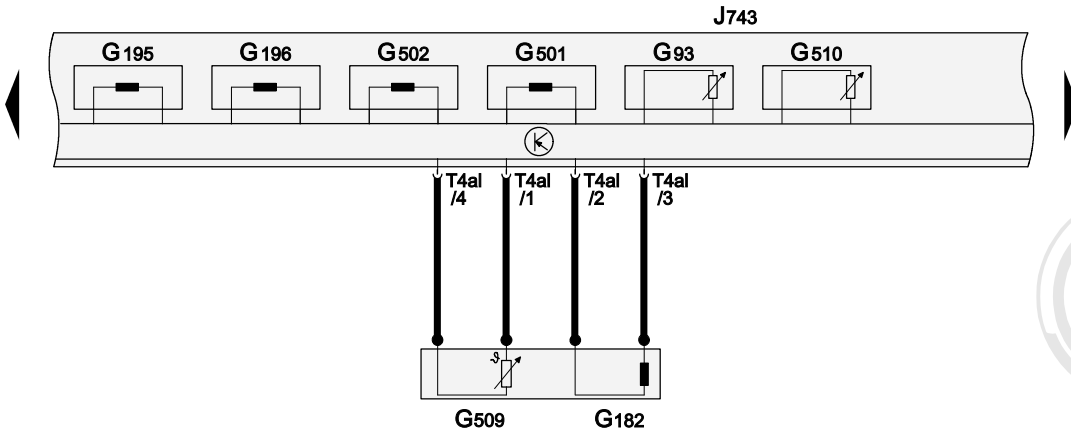 J743
G195 G196 G502 G501 G93 G510
T4al T4al T4al T4al
/4 /1 /2 /3
ϑ
G509 G182